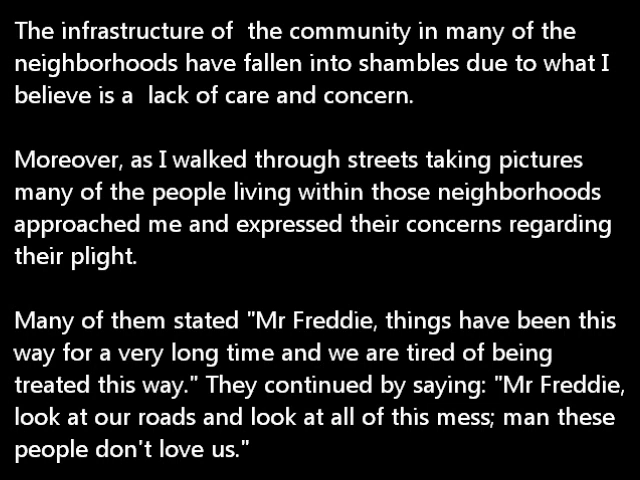 The infrastructure of  the community in many of the
neighborhoods have fallen into shambles due to what I
believe is a  lack of care and concern.
Moreover, as I walked through streets taking pictures
many of the people living within those neighborhoods
approached me and expressed their concerns regarding
their plight.
Many of them stated "Mr Freddie, things have been this
way for a very long time and we are tired of being
treated this way." They continued by saying: "Mr Freddie,
look at our roads and look at all of this mess; man these
people don't love us."